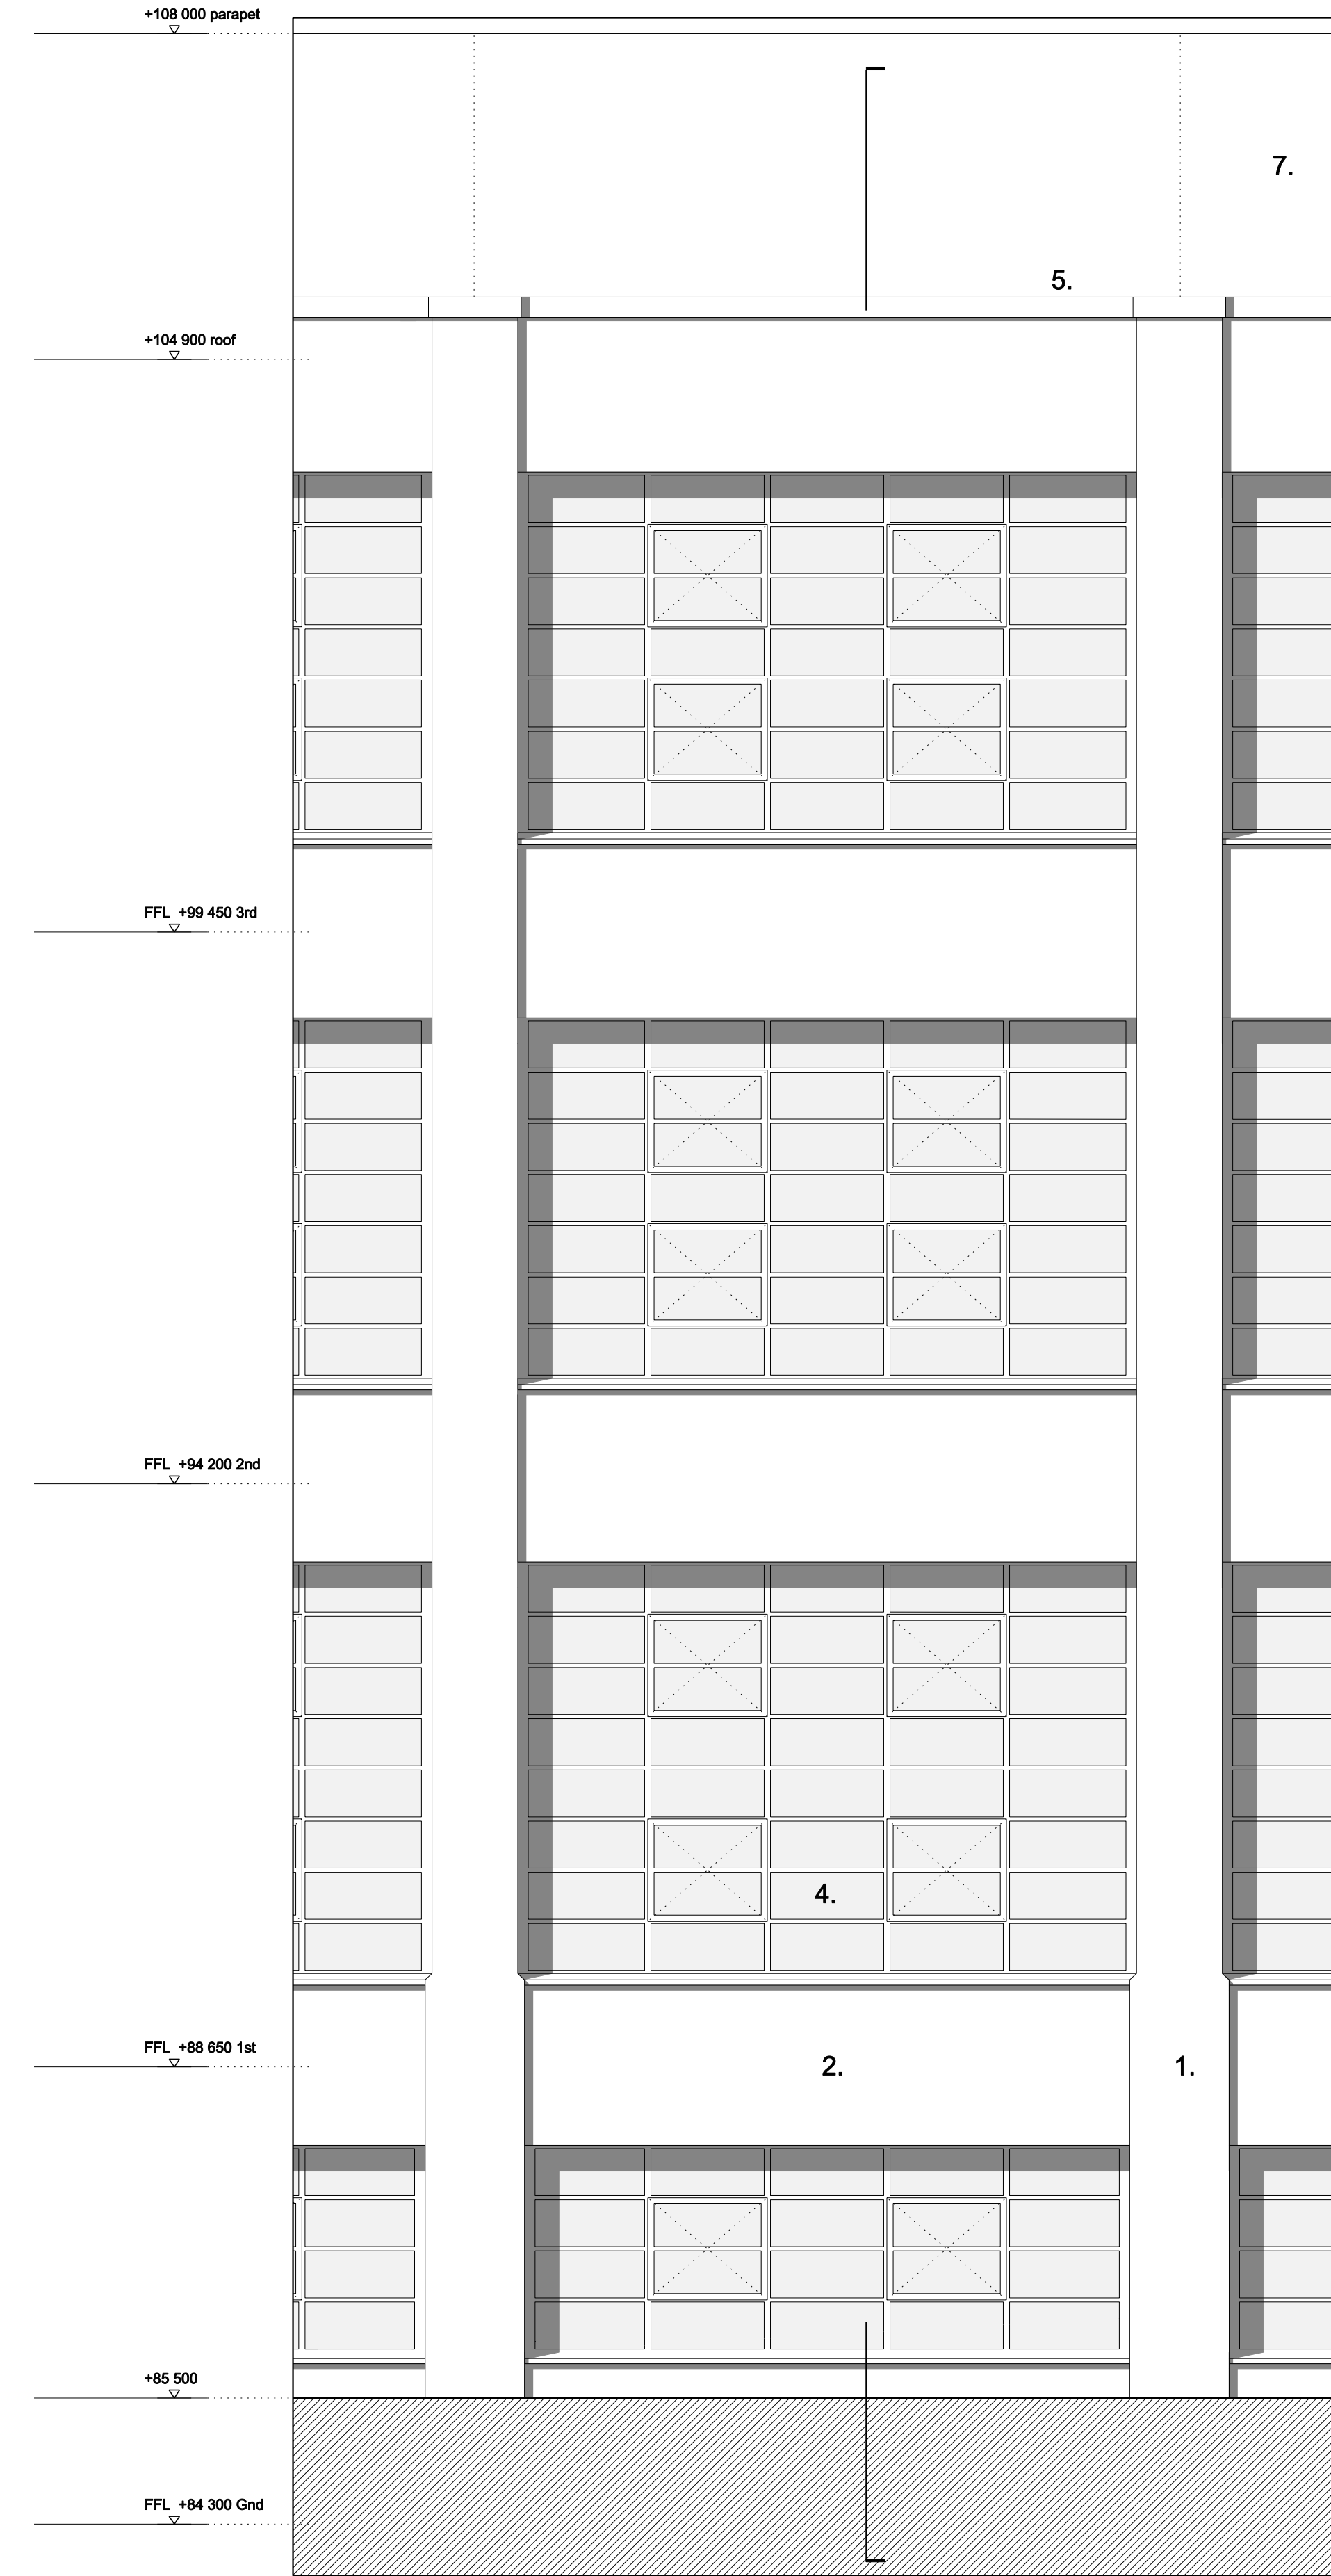 +108 000 parapet
7.
5.
+104 900 roof
FFL +99 450 3rd
FFL +94 200 2nd
4.
FFL +88 650 1st
2.
1.
+85 500
FFL +84 300 Gnd